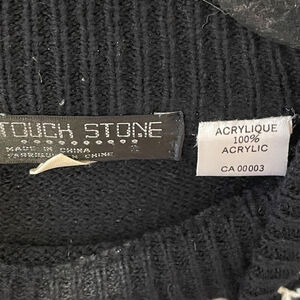 TOUCH STONE
MADE IN CHINA
FABRIQUE EN CHINE
ACRYLIQUE
100%
ACRYLIC
CA 00003